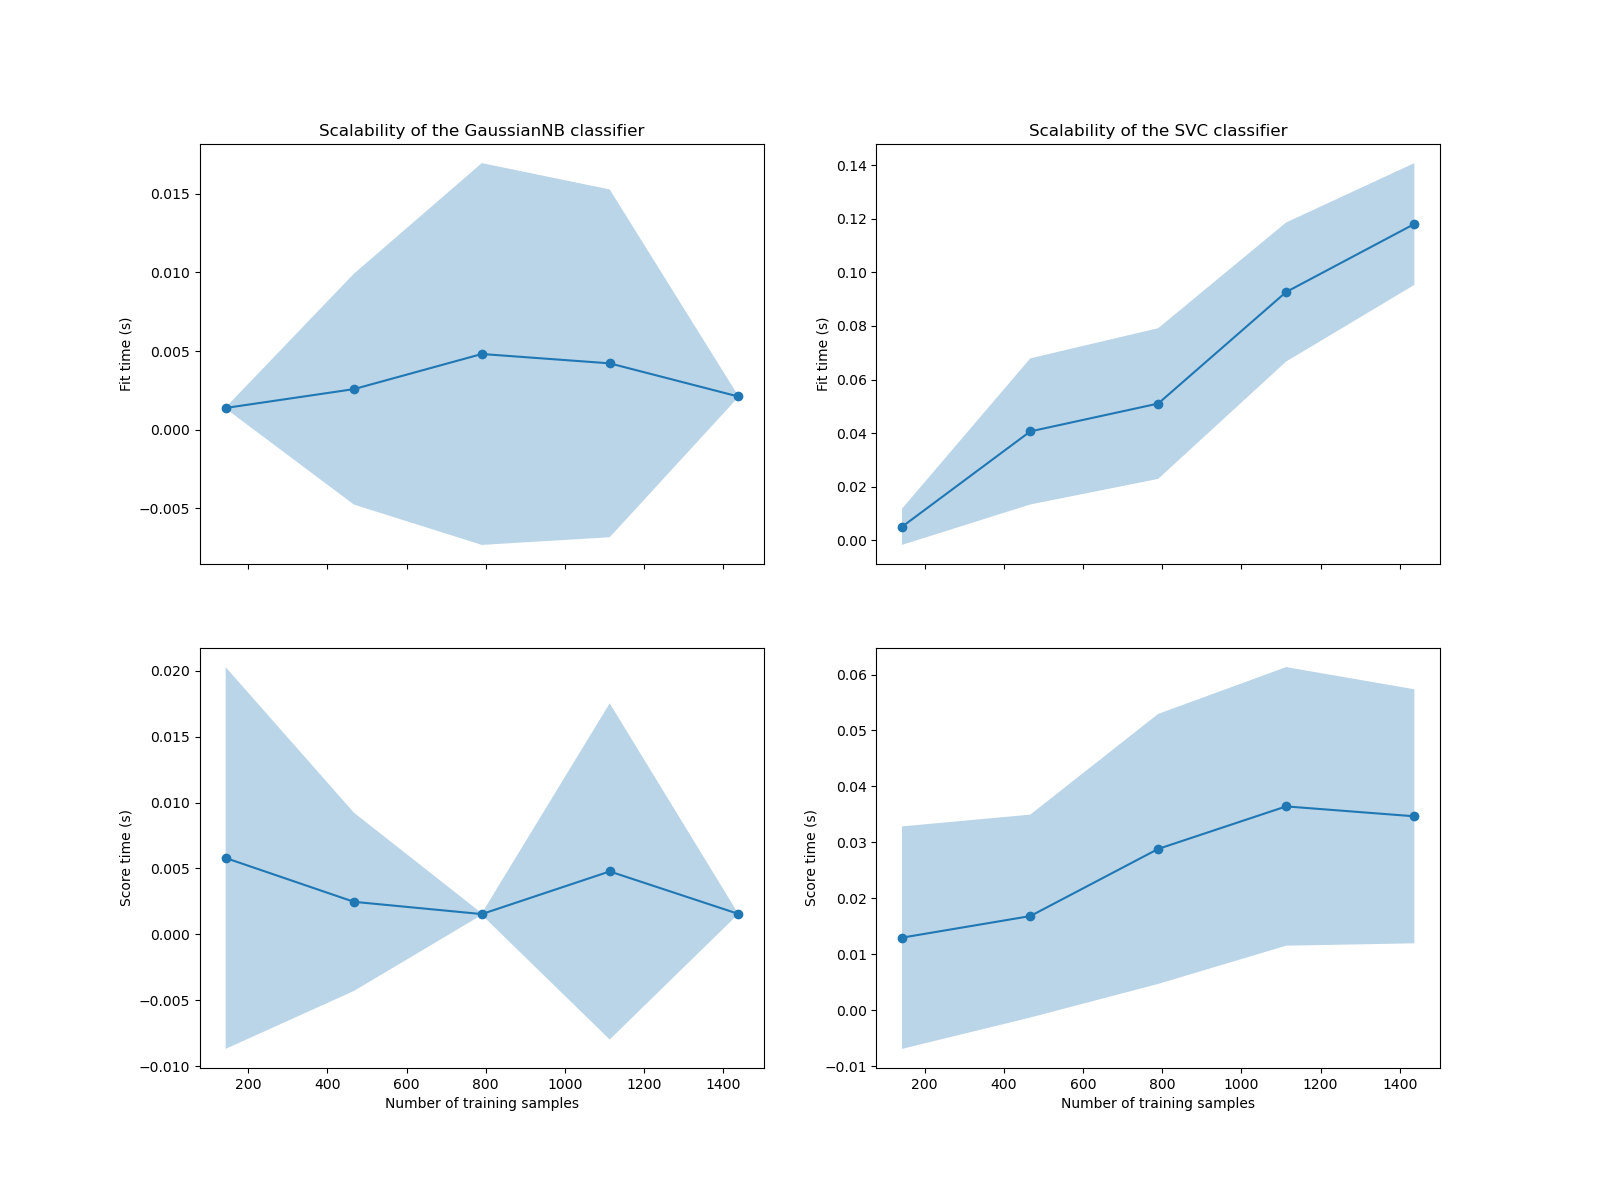 Scalability of the GaussianNB classifier
Fit time (s)
0.015
0.010
0.005
0.000
−0.005
Scalability of the SVC classifier
Fit time (s)
0.14
0.12
0.10
0.08
0.06
0.04
0.02
0.00
Score time (s)
0.020
0.015
0.010
0.005
0.000
−0.005
−0.010
200 400 600 800 1000 1200 1400
Number of training samples
Score time (s)
0.06
0.05
0.04
0.03
0.02
0.01
0.00
−0.01
200 400 600 800 1000 1200 1400
Number of training samples